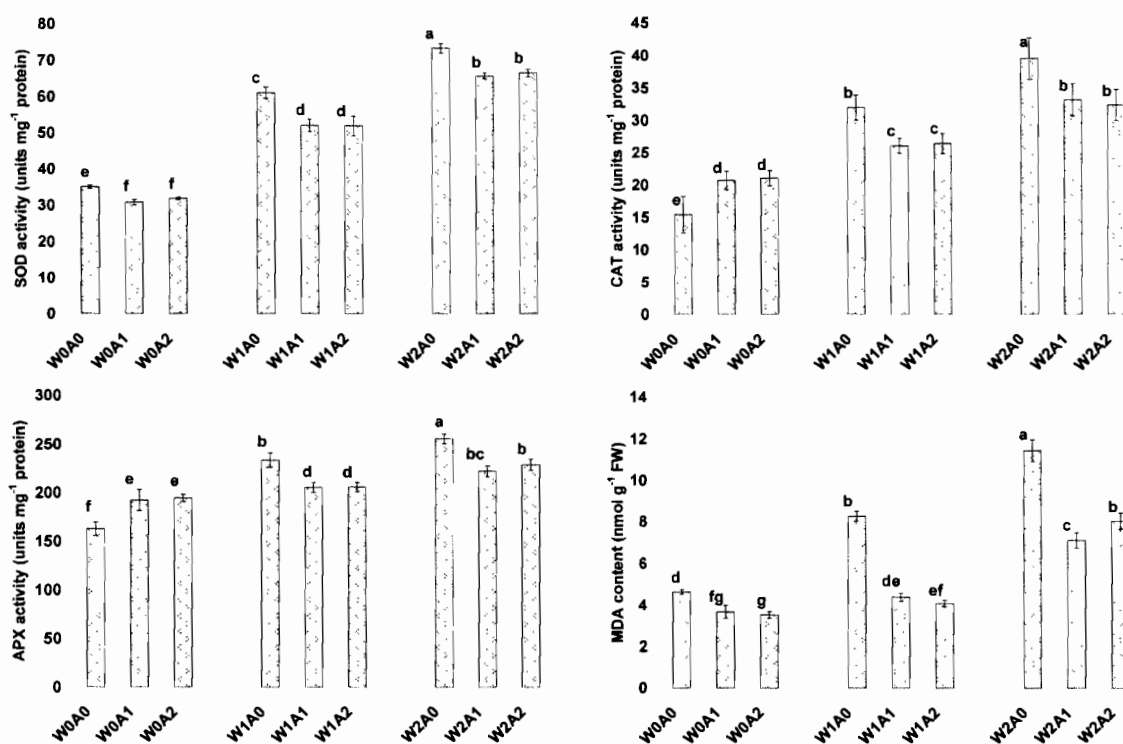 SOD activity (units mg⁻¹ protein)
80
70
60
50
40
30
20
10
0
e
f
f
c
d
d
a
b
b
W0A0
W0A1
W0A2
W1A0
W1A1
W1A2
W2A0
W2A1
W2A2
CAT activity (units mg⁻¹ protein)
45
40
35
30
25
20
15
10
5
0
e
d
d
b
c
c
a
b
b
W0A0
W0A1
W0A2
W1A0
W1A1
W1A2
W2A0
W2A1
W2A2
APX activity (units mg⁻¹ protein)
300
250
200
150
100
50
0
f
e
e
b
d
d
a
bc
b
W0A0
W0A1
W0A2
W1A0
W1A1
W1A2
W2A0
W2A1
W2A2
MDA content (nmol g⁻¹ FW)
14
12
10
8
6
4
2
0
d
fg
g
b
de
ef
a
c
b
W0A0
W0A1
W0A2
W1A0
W1A1
W1A2
W2A0
W2A1
W2A2